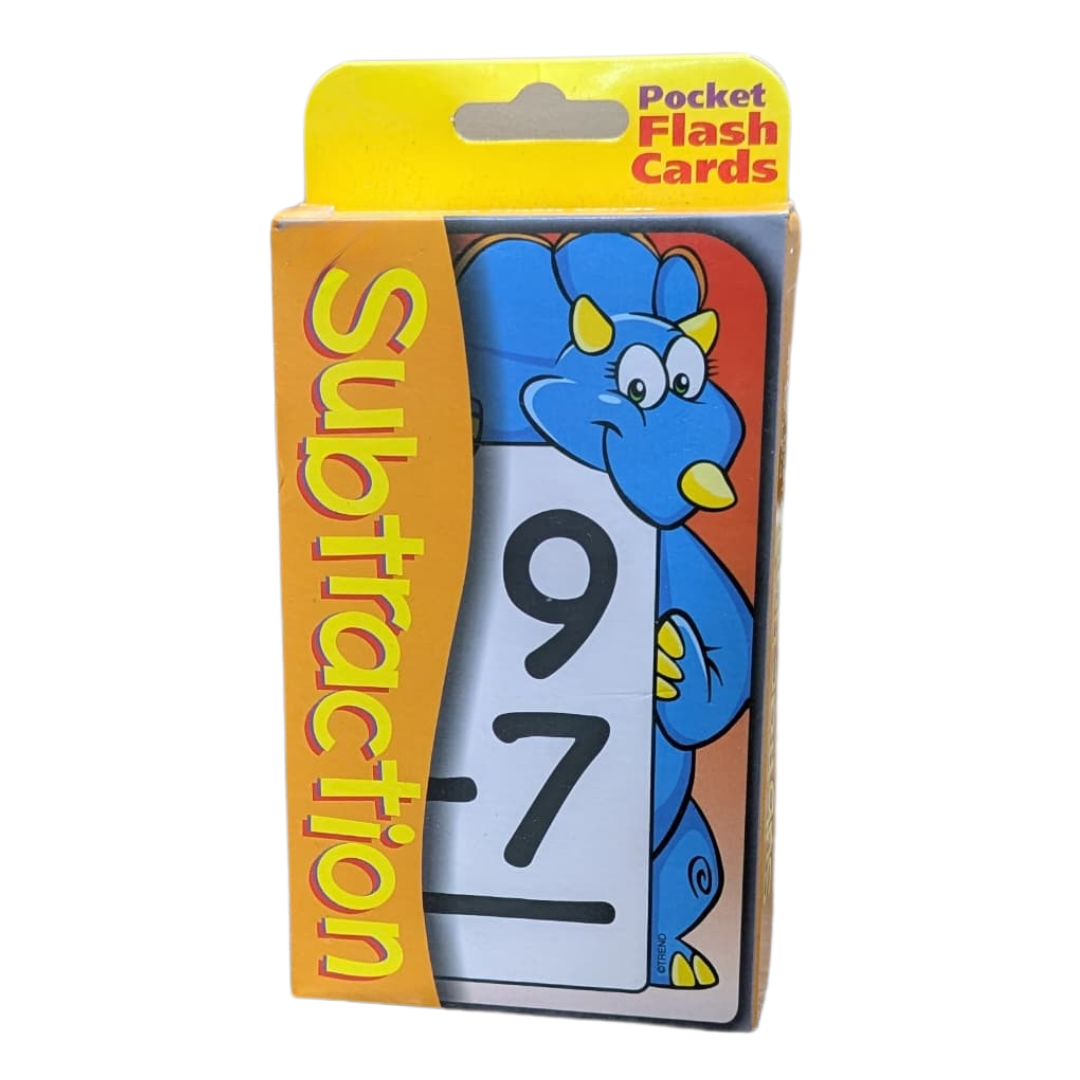 Pocket
Flash
Cards
Subtraction
9
- 7
©TREND